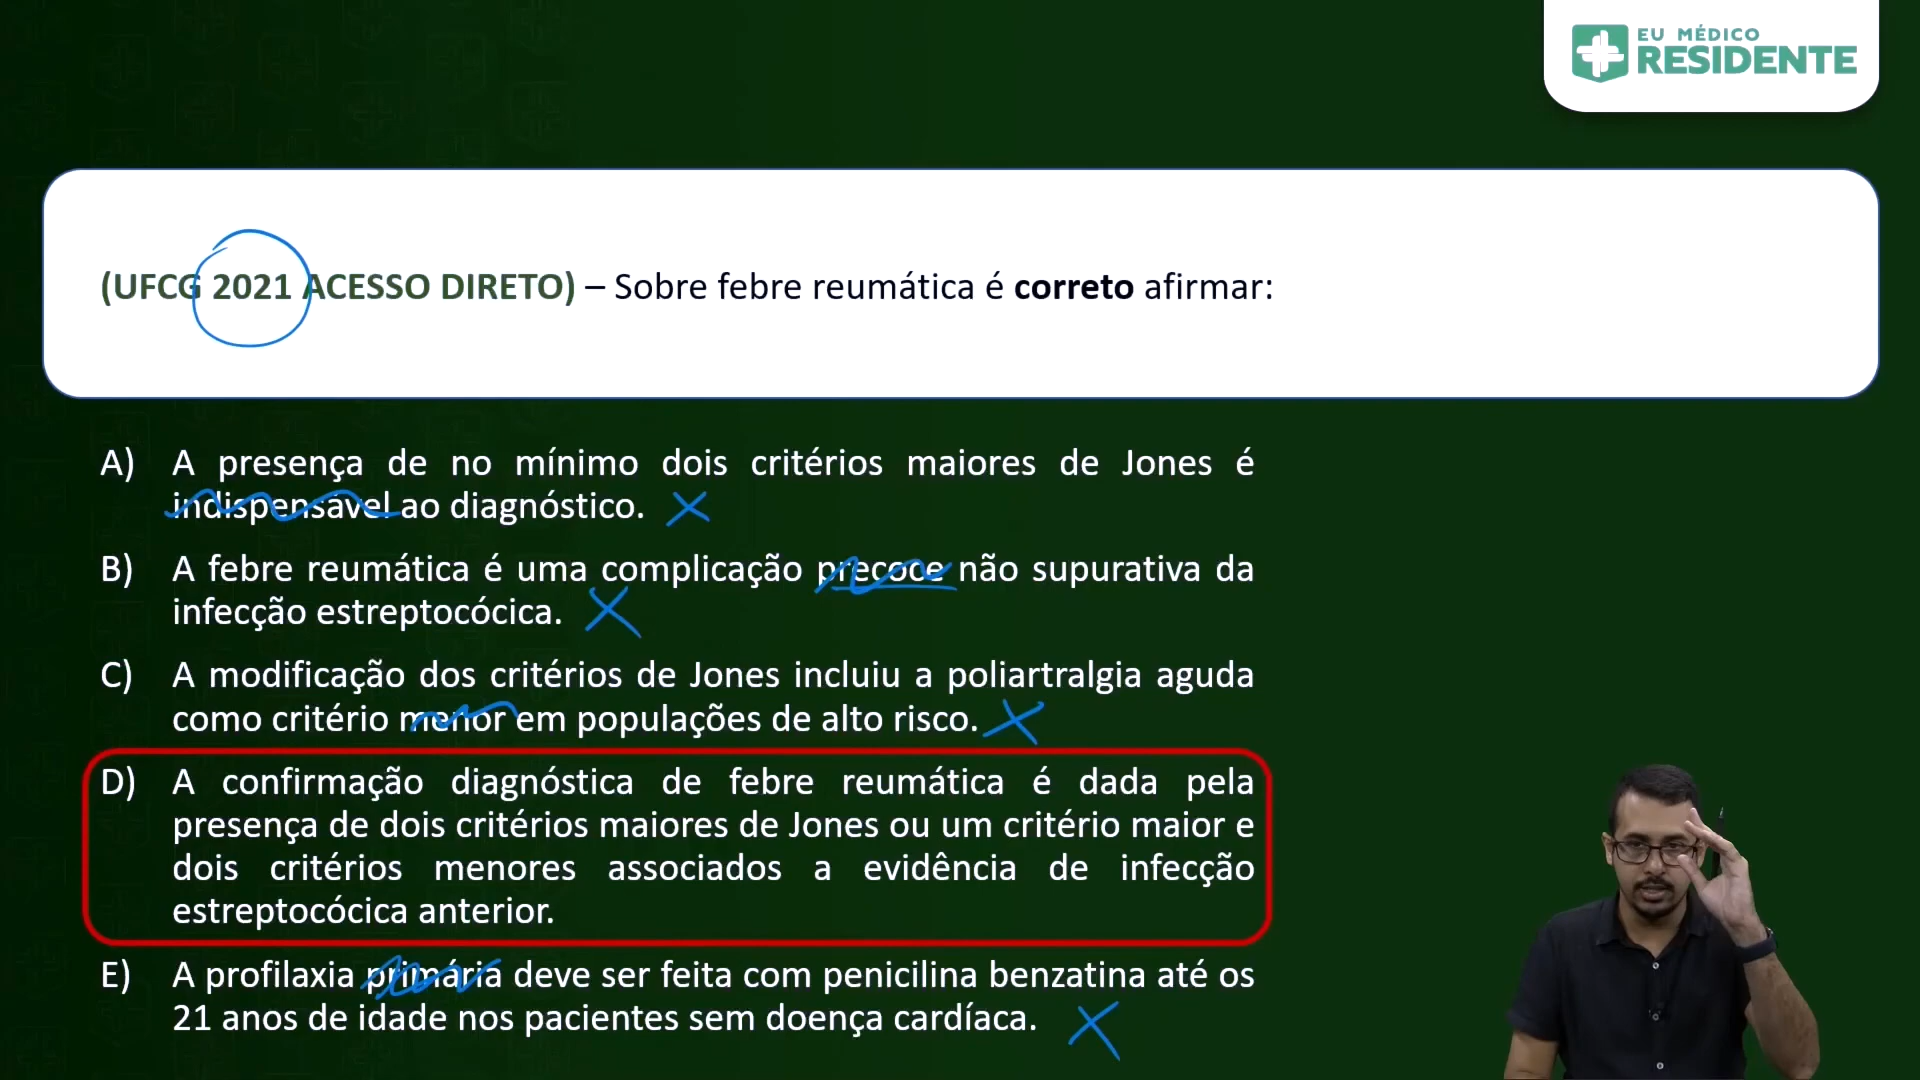 EU MÉDICO
RESIDENTE
(UFCG 2021 ACESSO DIRETO) – Sobre febre reumática é correto afirmar:
A) A presença de no mínimo dois critérios maiores de Jones é
indispensável ao diagnóstico.
B) A febre reumática é uma complicação precoce não supurativa da
infecção estreptocócica.
C) A modificação dos critérios de Jones incluiu a poliartralgia aguda
como critério menor em populações de alto risco.
D) A confirmação diagnóstica de febre reumática é dada pela
presença de dois critérios maiores de Jones ou um critério maior e
dois critérios menores associados a evidência de infecção
estreptocócica anterior.
E) A profilaxia primária deve ser feita com penicilina benzatina até os
21 anos de idade nos pacientes sem doença cardíaca.